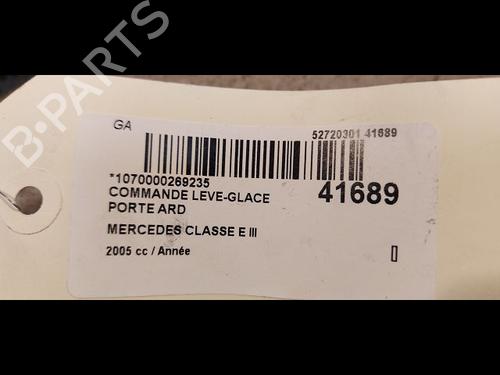 B-PARTS
GA
52720301 41689
*1070000269235
COMMANDE LEVE-GLACE
PORTE ARD
41689
MERCEDES CLASSE E III
2005 cc / Année